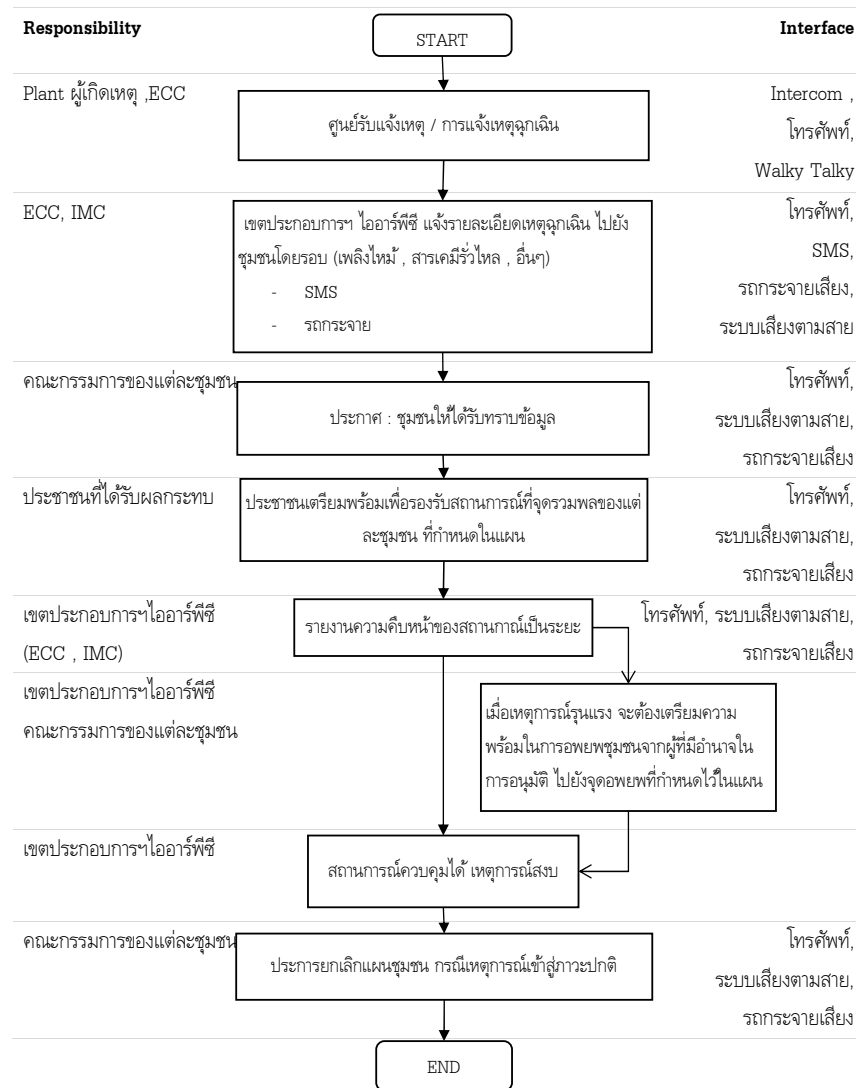 Responsibility
START
Interface
Plant ผู้เกิดเหตุ ,ECC
ศูนย์รับแจ้งเหตุ / การแจ้งเหตุฉุกเฉิน
Intercom ,
โทรศัพท์,
Walky Talky
ECC, IMC
เขตประกอบการฯ ไออาร์พีซี แจ้งรายละเอียดเหตุฉุกเฉิน ไปยัง
ชุมชนโดยรอบ (เพลิงไหม้ , สารเคมีรั่วไหล , อื่นๆ)
- SMS
- รถกระจาย
โทรศัพท์,
SMS,
รถกระจายเสียง,
ระบบเสียงตามสาย
คณะกรรมการของแต่ละชุมชน
ประกาศ : ชุมชนให้ได้รับทราบข้อมูล
โทรศัพท์,
ระบบเสียงตามสาย,
รถกระจายเสียง
ประชาชนที่ได้รับผลกระทบ
ประชาชนเตรียมพร้อมเพื่อรองรับสถานการณ์ที่จุดรวมพลของแต่
ละชุมชน ที่กำหนดในแผน
โทรศัพท์,
ระบบเสียงตามสาย,
รถกระจายเสียง
เขตประกอบการฯไออาร์พีซี
(ECC , IMC)
รายงานความคืบหน้าของสถานกาณ์เป็นระยะ
โทรศัพท์, ระบบเสียงตามสาย,
รถกระจายเสียง
เขตประกอบการฯไออาร์พีซี
คณะกรรมการของแต่ละชุมชน
เมื่อเหตุการณ์รุนแรง จะต้องเตรียมความ
พร้อมในการอพยพชุมชนจากผู้ที่มีอำนาจใน
การอนุมัติ ไปยังจุดอพยพที่กำหนดไว้ในแผน
เขตประกอบการฯไออาร์พีซี
สถานการณ์ควบคุมได้ เหตุการณ์สงบ
คณะกรรมการของแต่ละชุมชน
ประการยกเลิกแผนชุมชน กรณีเหตุการณ์เข้าสู่ภาวะปกติ
โทรศัพท์,
ระบบเสียงตามสาย,
รถกระจายเสียง
END